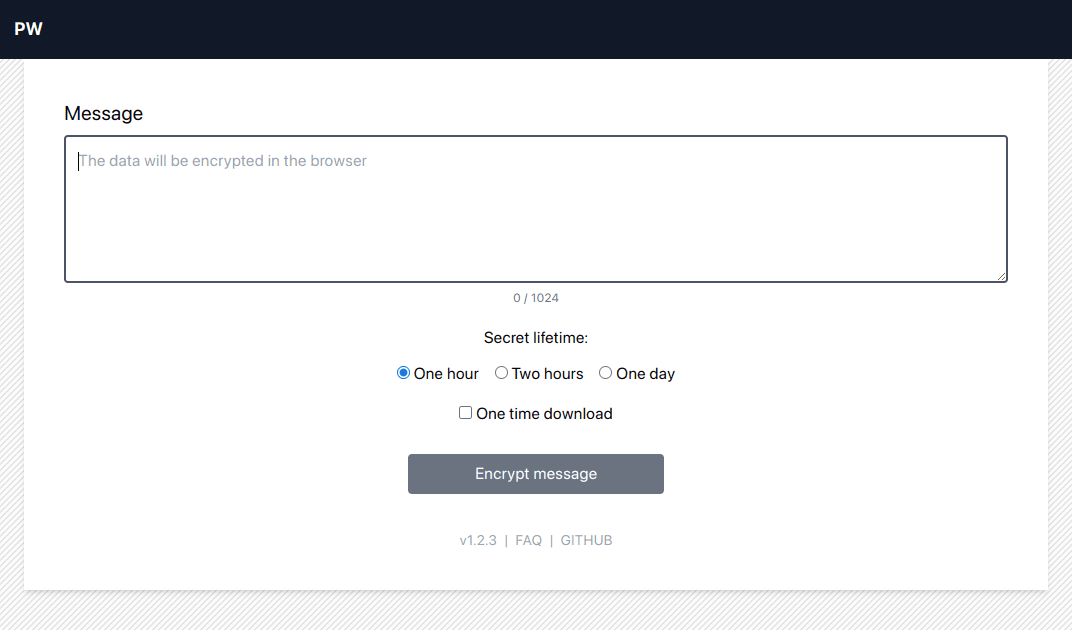 PW
Message
The data will be encrypted in the browser
0 / 1024
Secret lifetime:
One hour Two hours One day
One time download
Encrypt message
v1.2.3 | FAQ | GITHUB